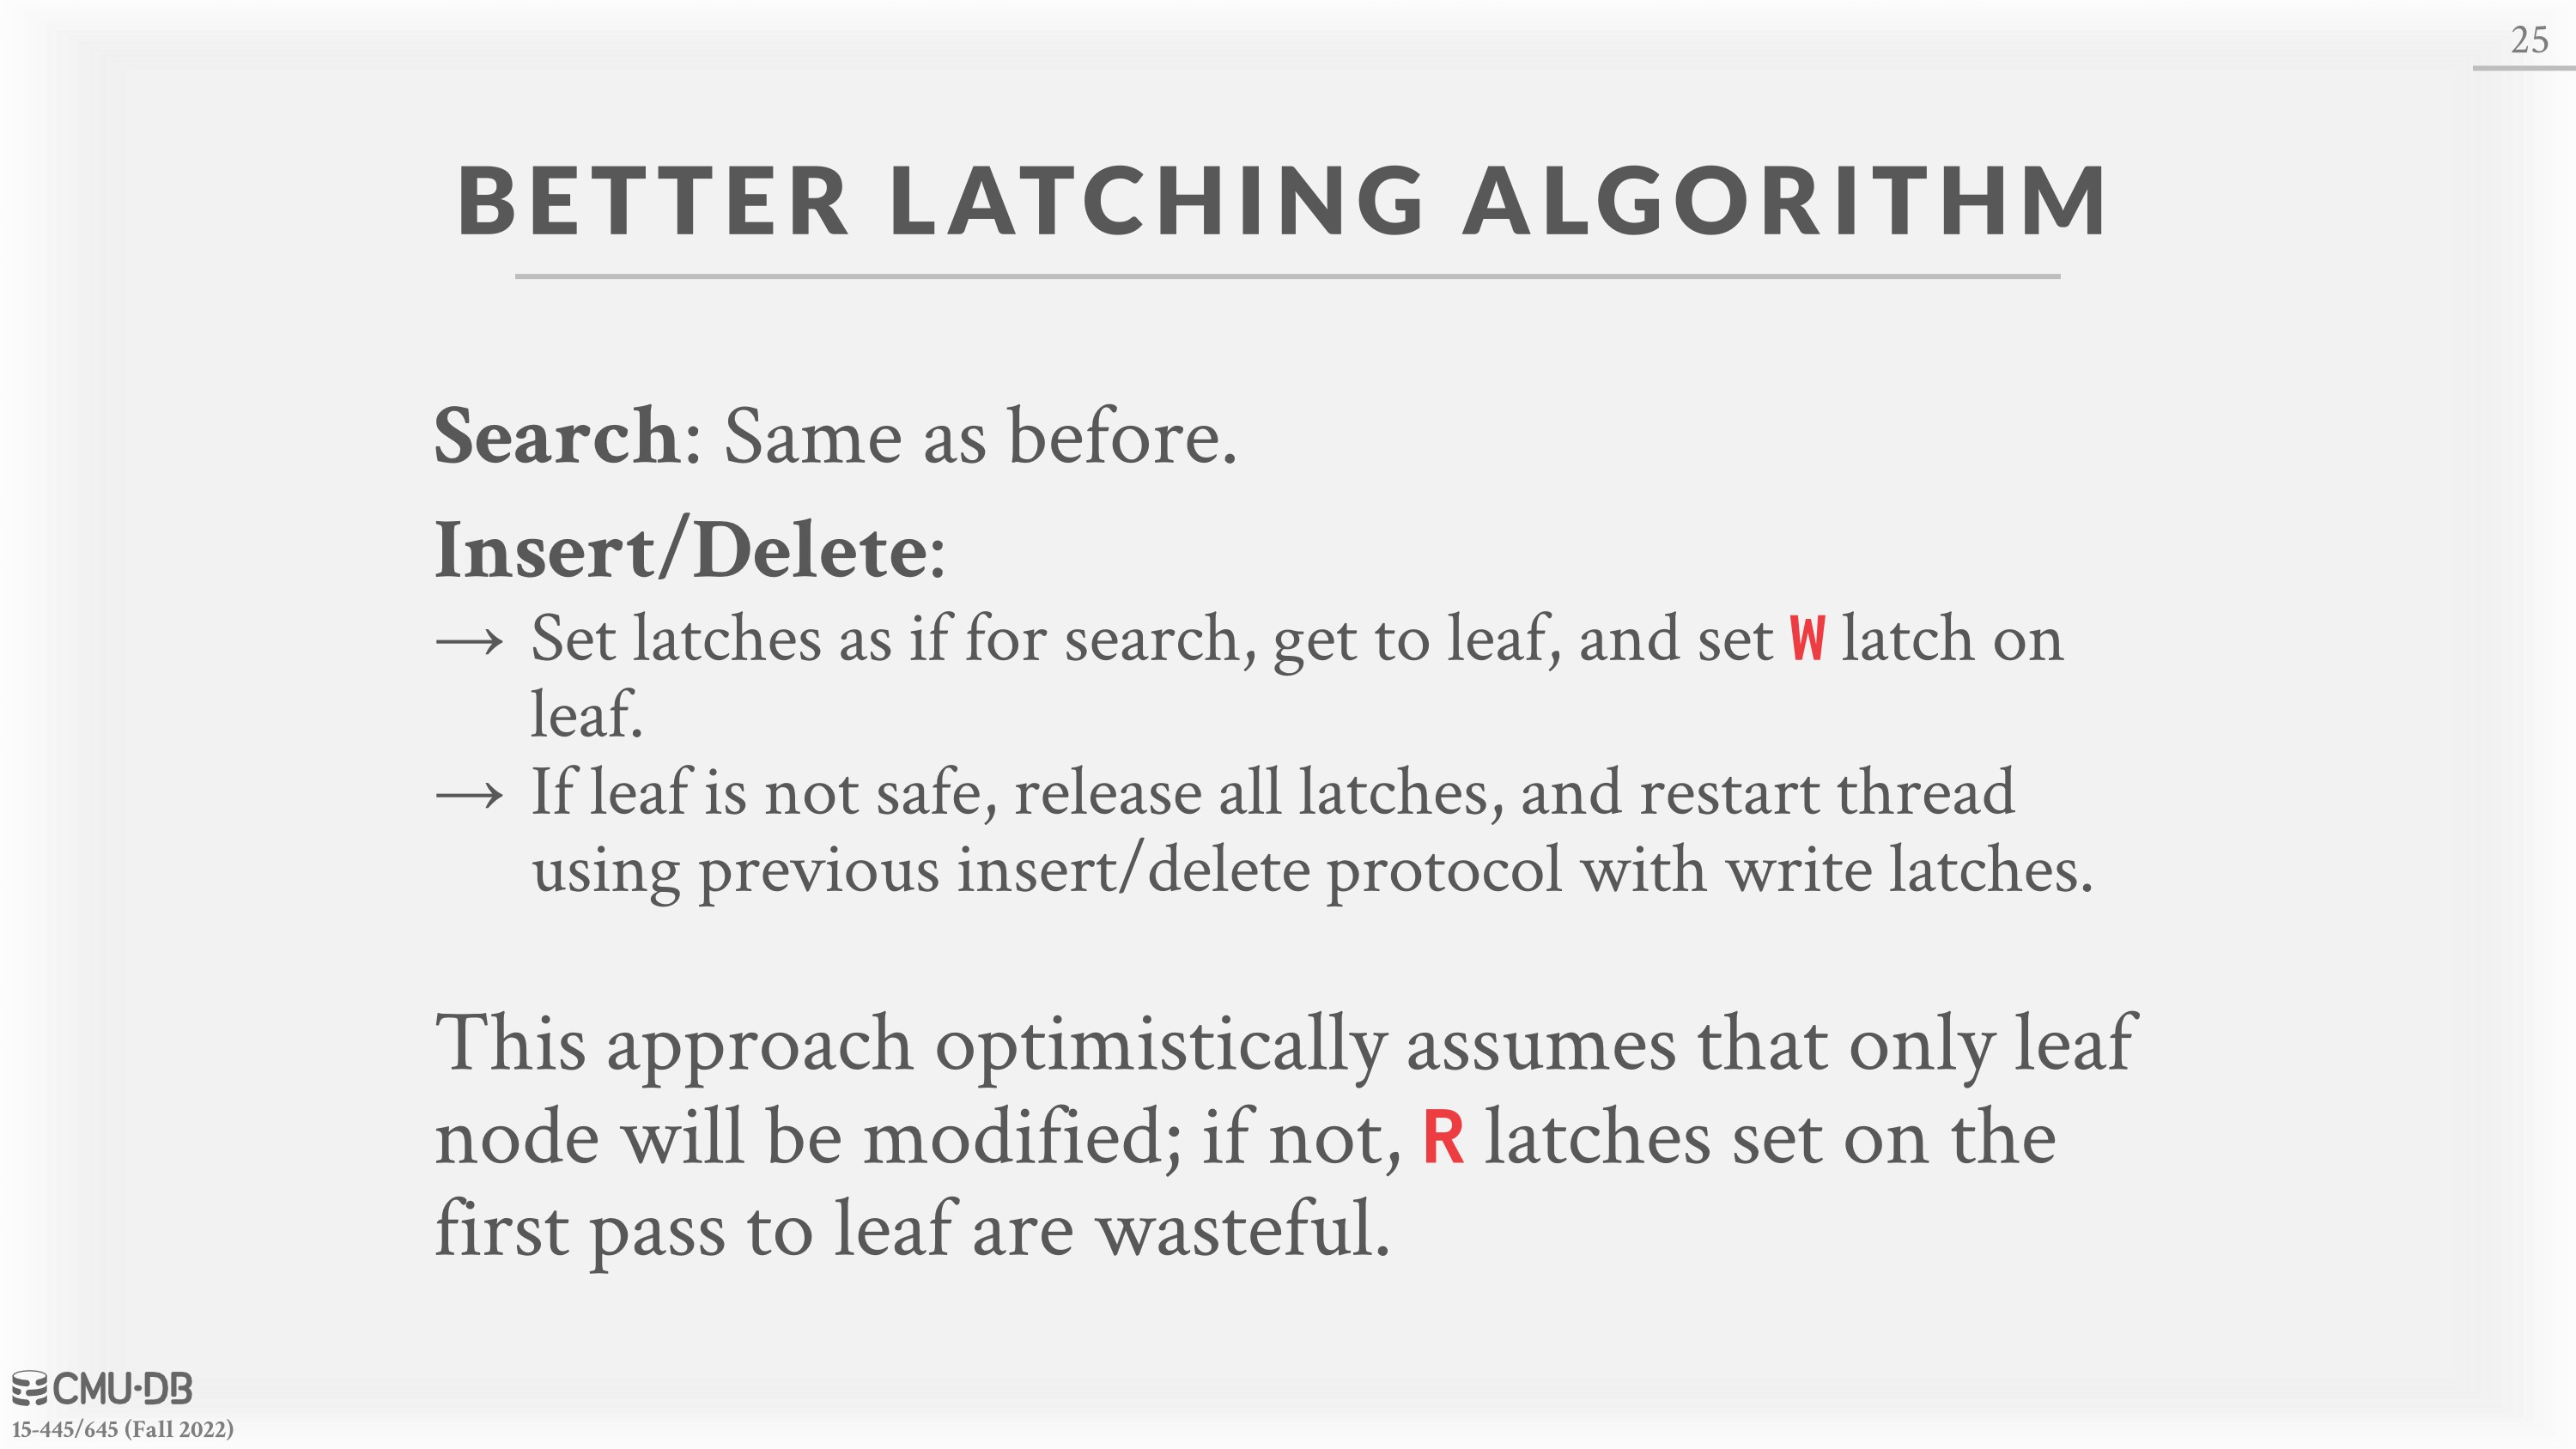 25
BETTER LATCHING ALGORITHM
Search: Same as before.
Insert/Delete:
→ Set latches as if for search, get to leaf, and set W latch on
leaf.
→ If leaf is not safe, release all latches, and restart thread
using previous insert/delete protocol with write latches.
This approach optimistically assumes that only leaf
node will be modified; if not, R latches set on the
first pass to leaf are wasteful.
CMU·DB
15-445/645 (Fall 2022)